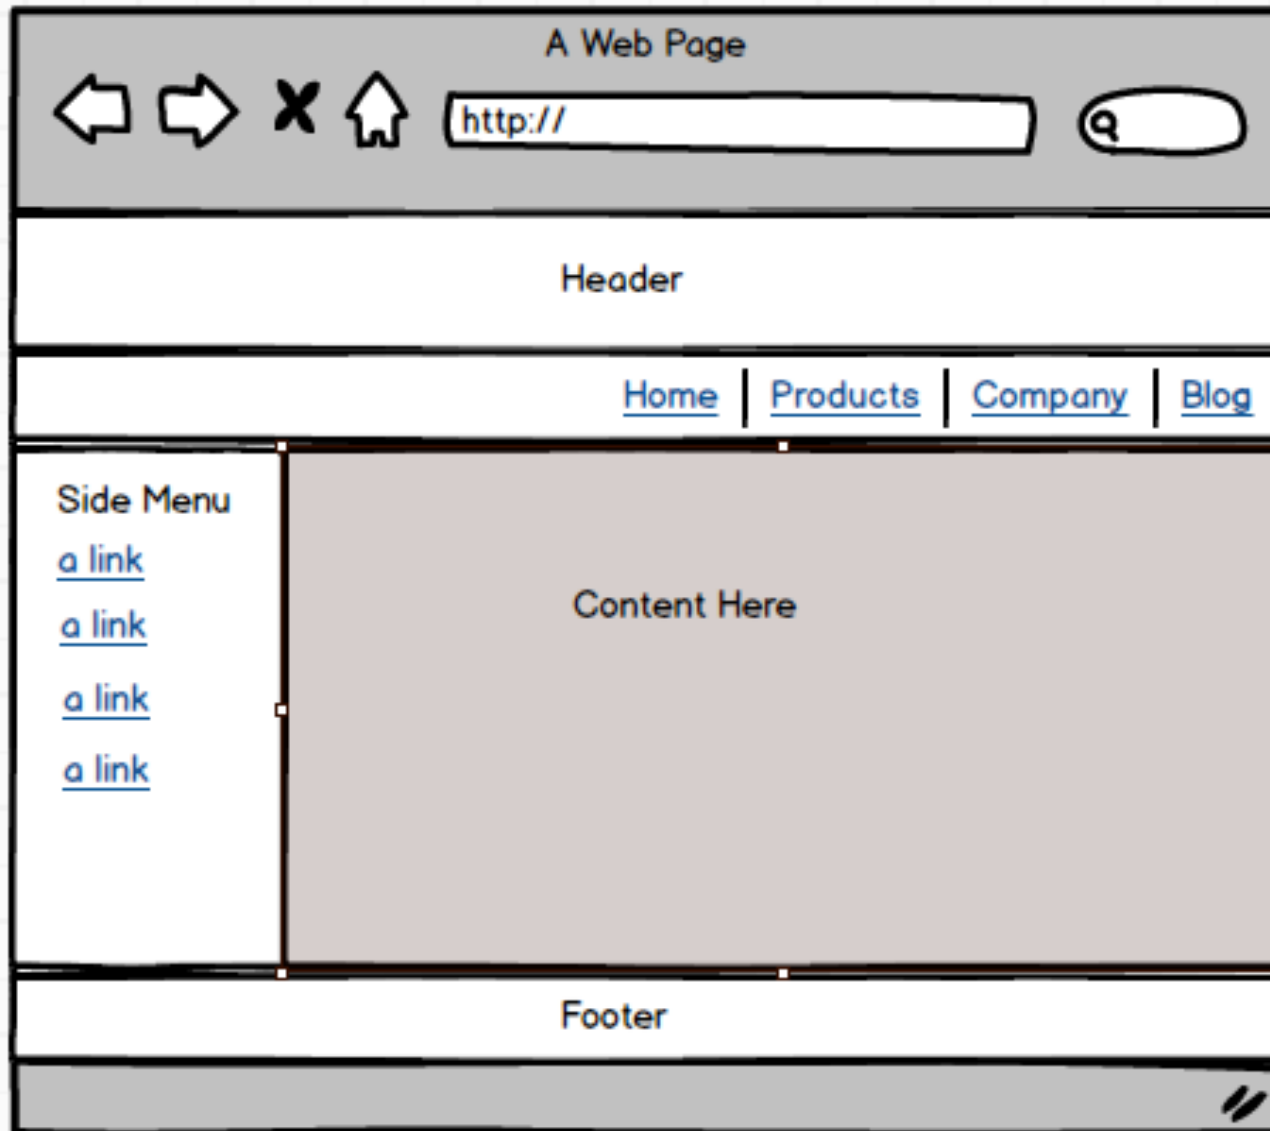 A Web Page
http://
Header
Home Products Company Blog
Side Menu
a link
a link
a link
a link
Content Here
Footer